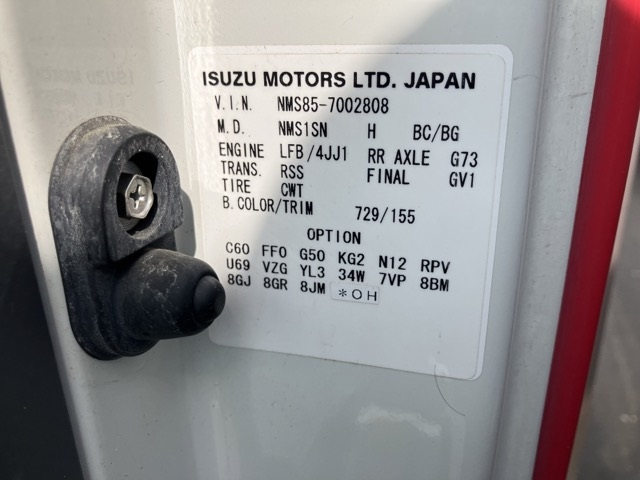 ISUZU MOTORS LTD. JAPAN
V.I.N. NMS85-7002808
M.D. NMS1SN H BC/BG
ENGINE LFB/4JJ1 RR AXLE G73
TRANS. RSS FINAL GV1
TIRE CWT
B.COLOR/TRIM 729/155
OPTION
C60 FF0 G50 KG2 N12 RPV
U69 VZG YL3 34W 7VP 8BM
8GJ 8GR 8JM *OH